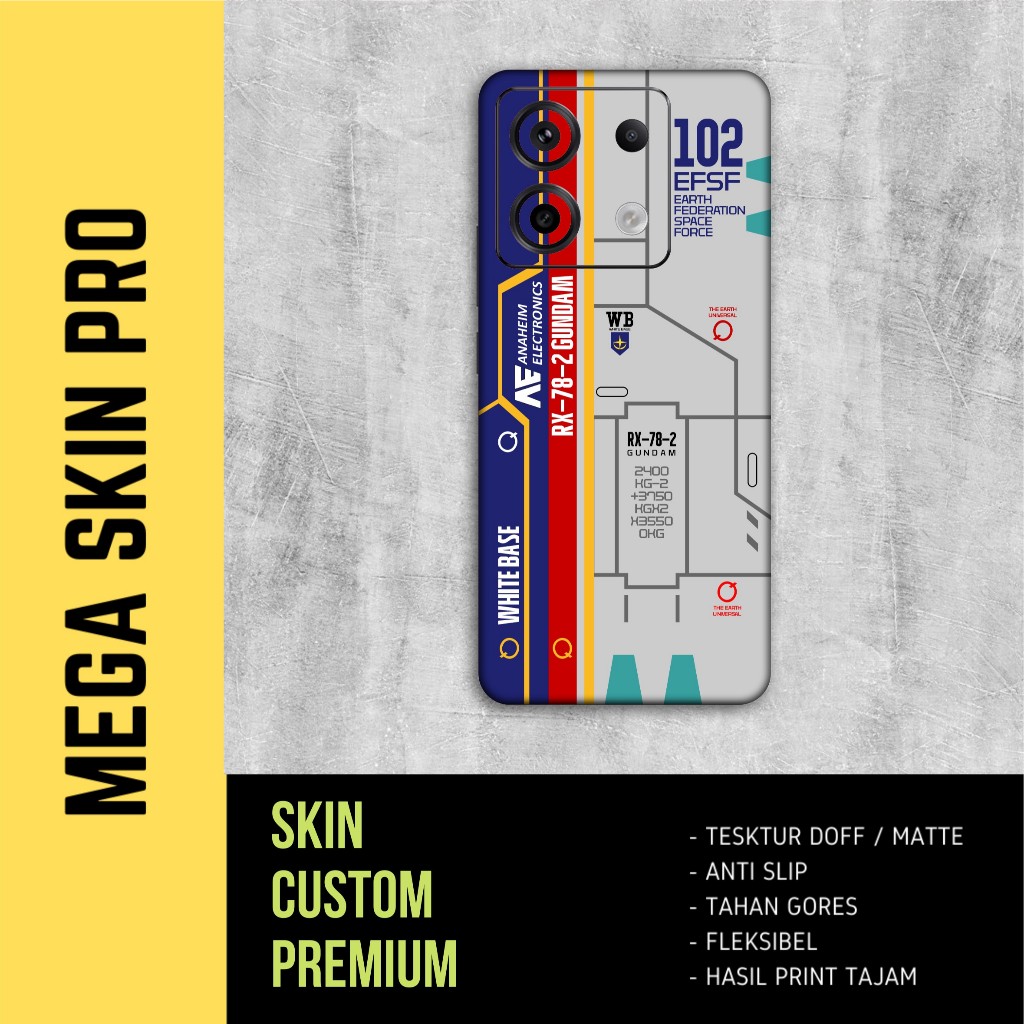 MEGA SKIN PRO
102
EFSF
EARTH
FEDERATION
SPACE
FORCE
ANAHEIM
ELECTRONICS
AE
RX-78-2 GUNDAM
WHITE BASE
WB
THE EARTH
UNIVERSAL
RX-78-2
GUNDAM
2400
KG-2
+3750
KGX2
X3550
0KG
THE EARTH
UNIVERSAL
SKIN
CUSTOM
PREMIUM
- TESKTUR DOFF / MATTE
- ANTI SLIP
- TAHAN GORES
- FLEKSIBEL
- HASIL PRINT TAJAM